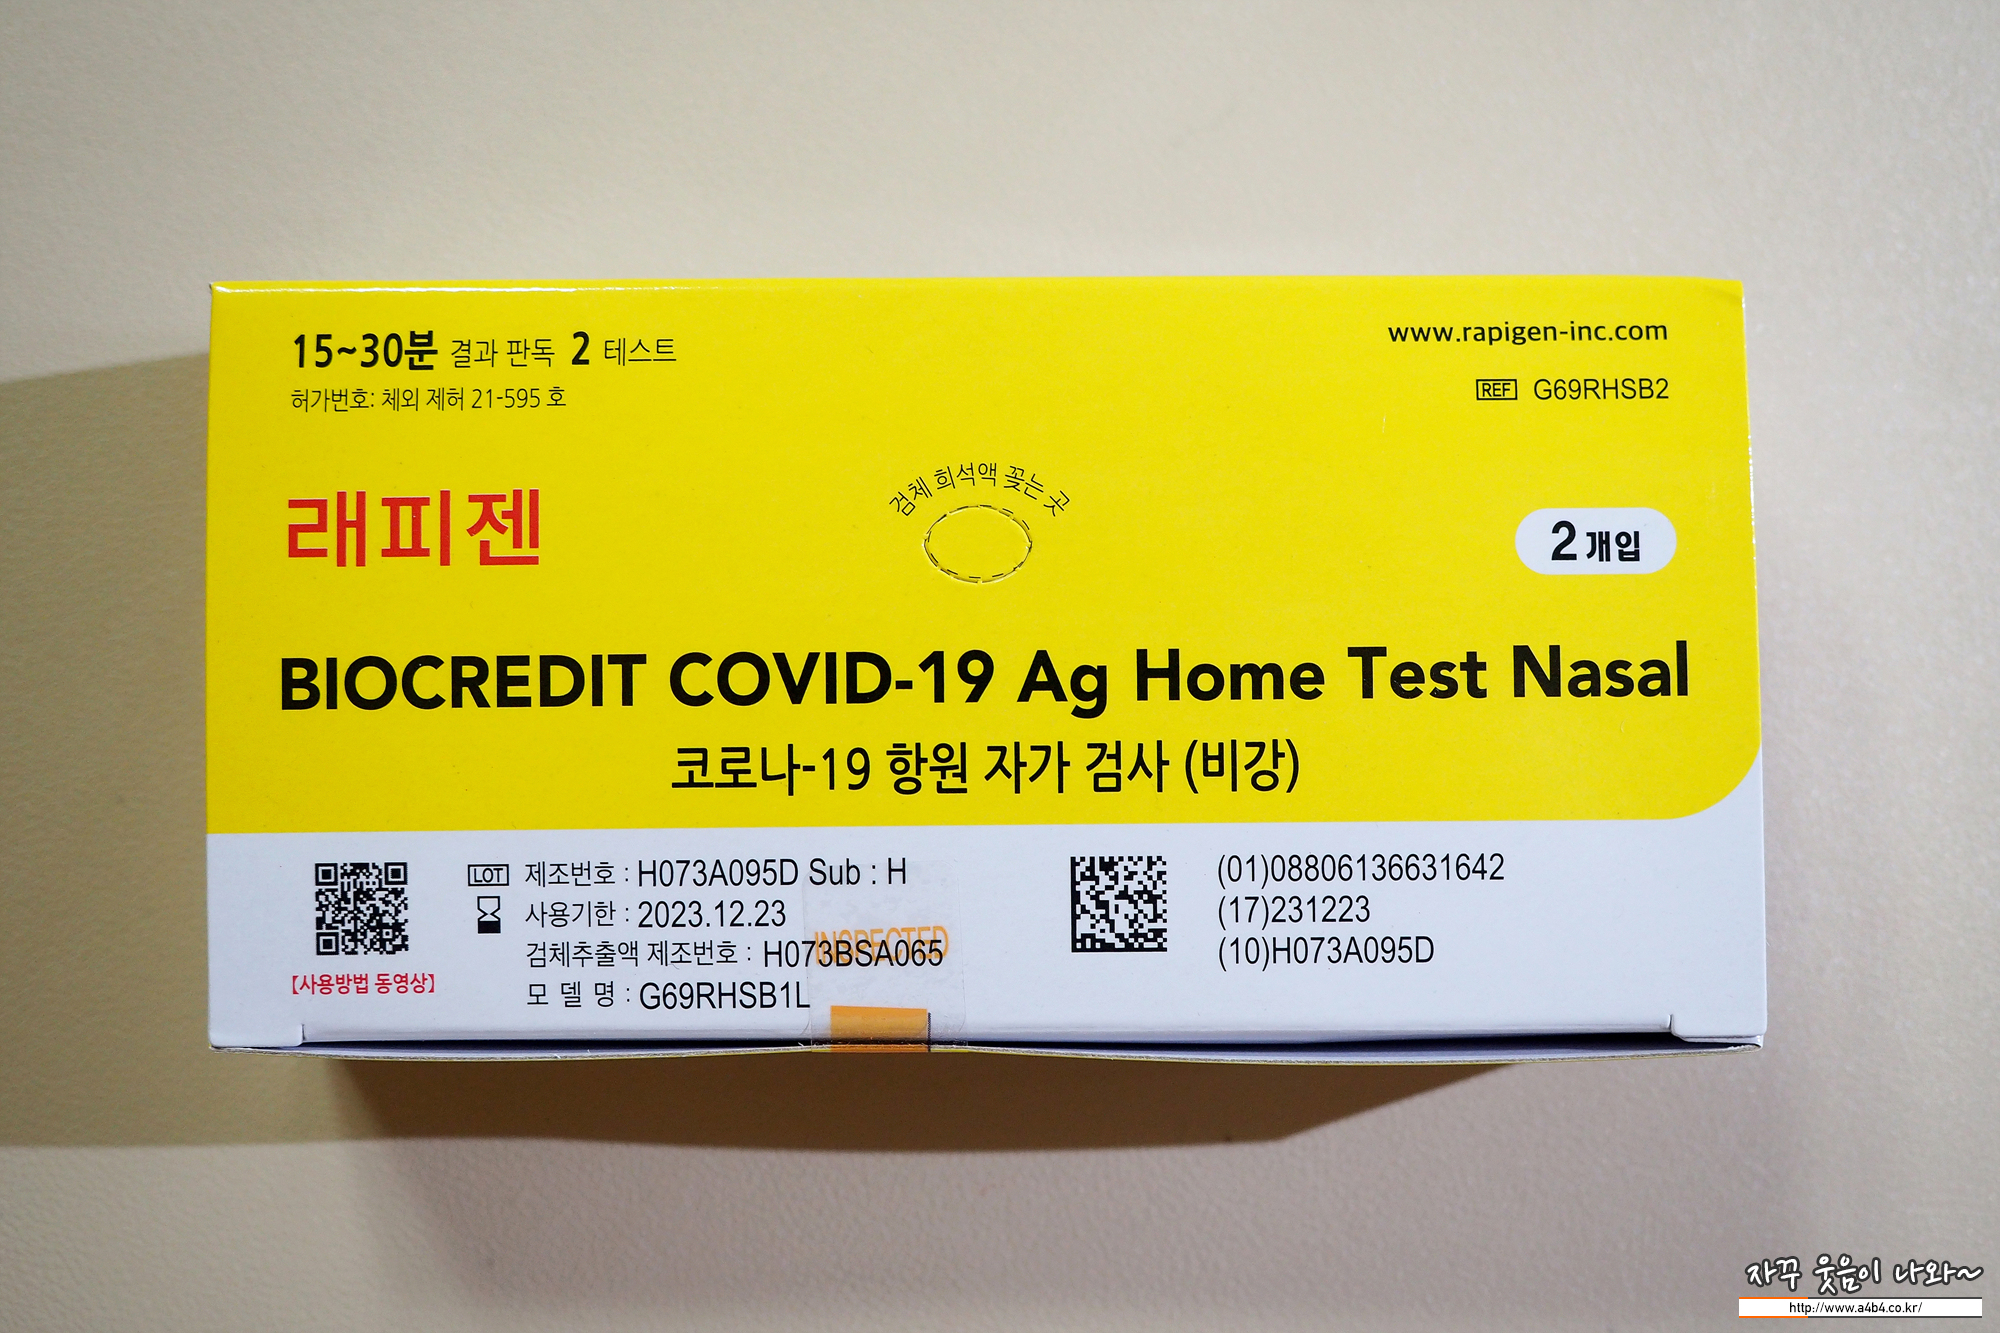 15~30분 결과 판독 2 테스트
허가번호: 체외 제허 21-595 호
www.rapigen-inc.com
REF G69RHSB2
래피젠
검체 희석액 꽂는 곳
2개입
BIOCREDIT COVID-19 Ag Home Test Nasal
코로나-19 항원 자가 검사 (비강)
【사용방법 동영상】
LOT 제조번호 : H073A095D Sub : H
사용기한 : 2023.12.23
검체추출액 제조번호 : H073BSA065
모 델 명 : G69RHSB1L
INSPECTED
(01)08806136631642
(17)231223
(10)H073A095D
자꾸 웃음이 나와~
http://www.a4b4.co.kr/